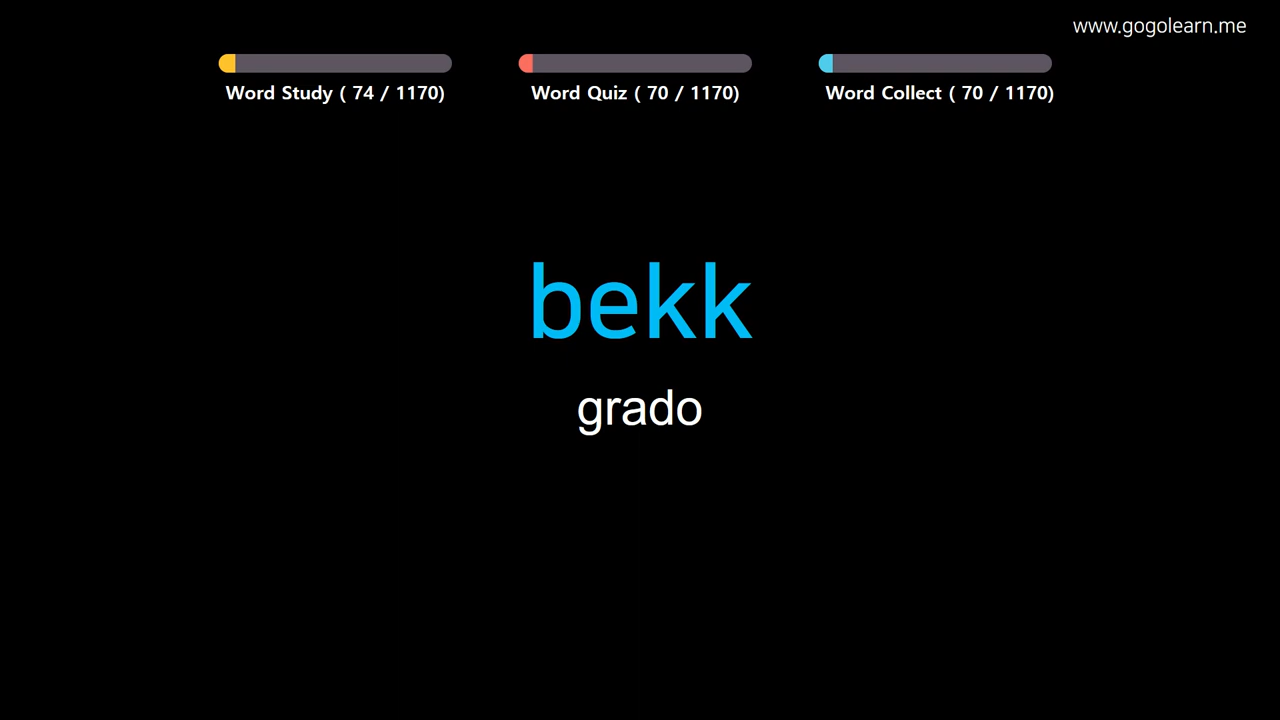 www.gogolearn.me
Word Study ( 74 / 1170)
Word Quiz ( 70 / 1170)
Word Collect ( 70 / 1170)
bekk
grado